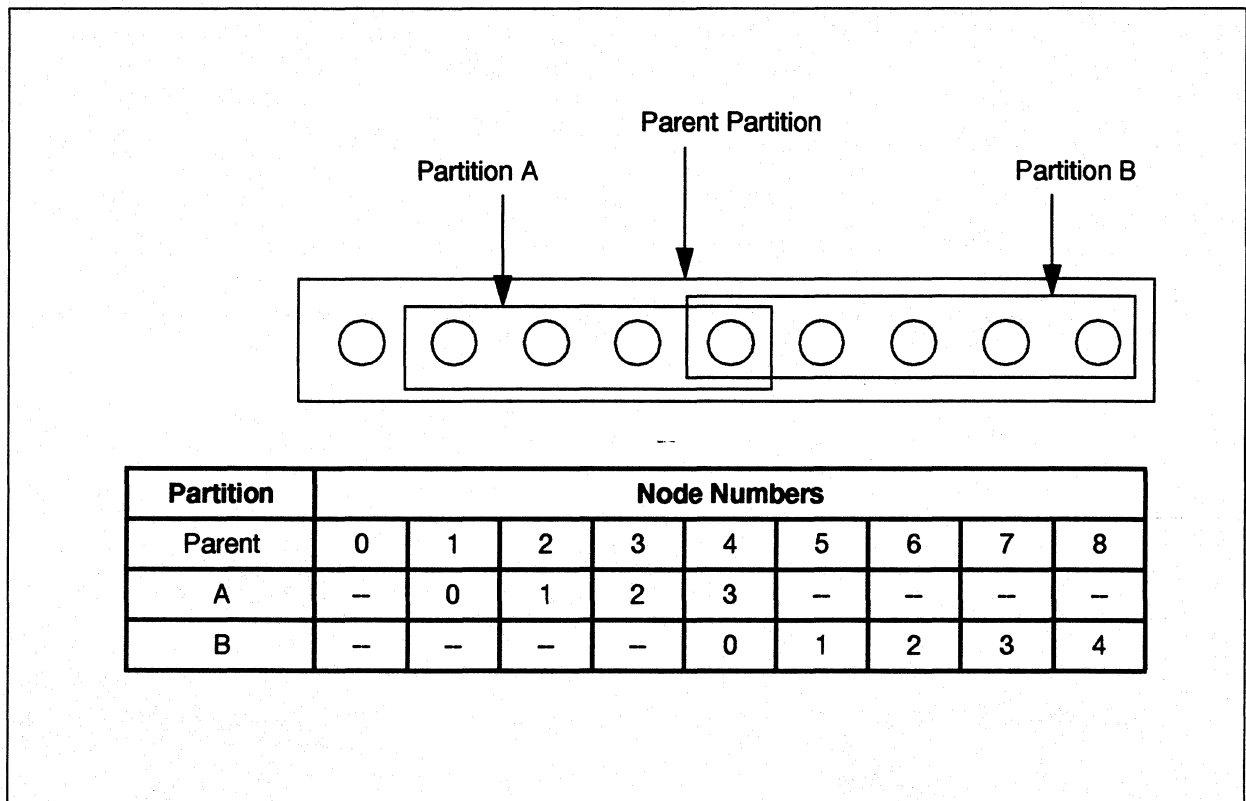 Parent Partition
Partition A
Partition B
Partition Node Numbers
Parent 0 1 2 3 4 5 6 7 8
A – 0 1 2 3 – – – –
B – – – – 0 1 2 3 4